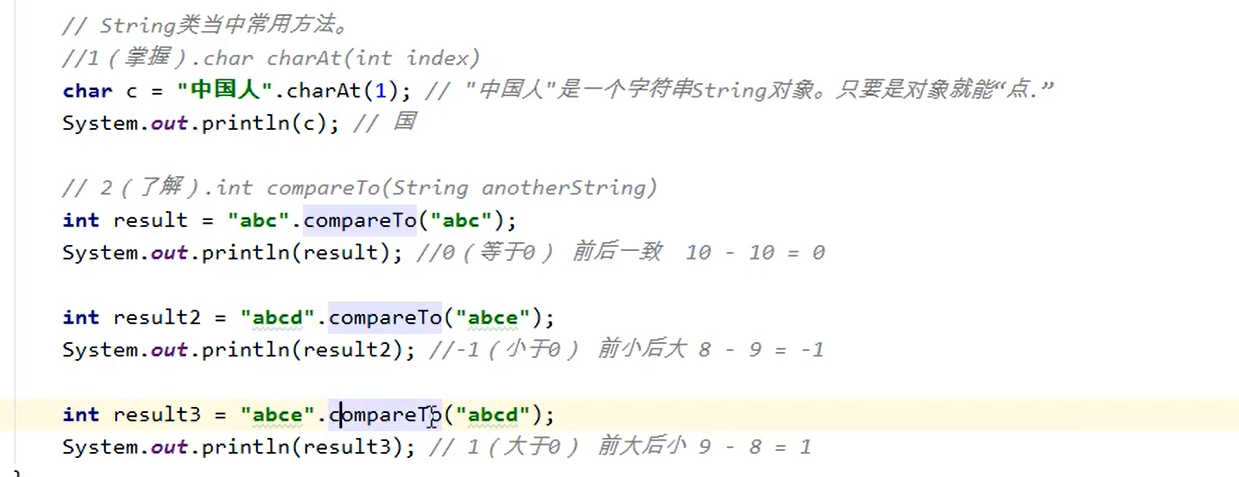 // String类当中常用方法。
//1（掌握）.char charAt(int index)
char c = "中国人".charAt(1); // "中国人"是一个字符串String对象。只要是对象就能“点.”
System.out.println(c); // 国
// 2（了解）.int compareTo(String anotherString)
int result = "abc".compareTo("abc");
System.out.println(result); //0（等于0） 前后一致  10 - 10 = 0
int result2 = "abcd".compareTo("abce");
System.out.println(result2); //-1（小于0） 前小后大 8 - 9 = -1
int result3 = "abce".compareTo("abcd");
System.out.println(result3); // 1（大于0） 前大后小 9 - 8 = 1
}